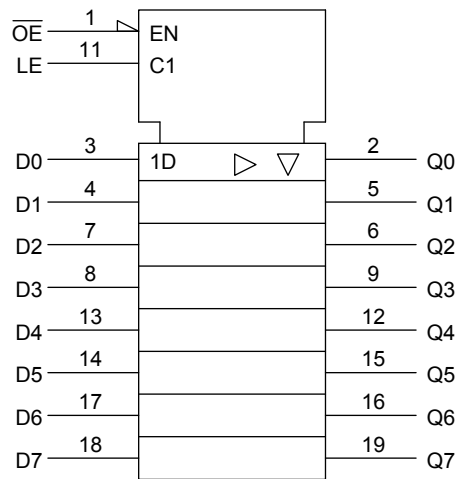 O̅E̅ 1 EN
LE 11 C1
D0 3 1D 2 Q0
D1 4 5 Q1
D2 7 6 Q2
D3 8 9 Q3
D4 13 12 Q4
D5 14 15 Q5
D6 17 16 Q6
D7 18 19 Q7